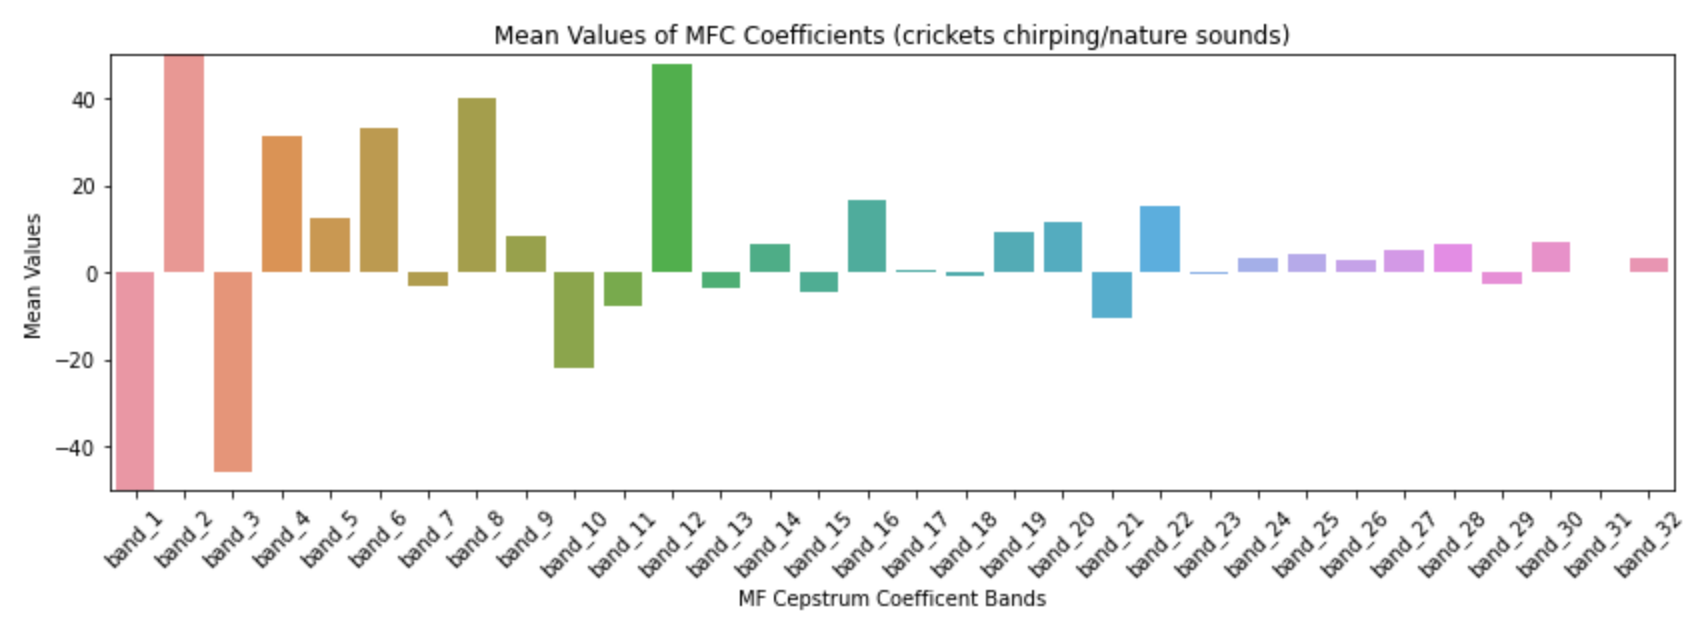 Mean Values of MFC Coefficients (crickets chirping/nature sounds)
Mean Values
40
20
0
−20
−40
band_1 band_2 band_3 band_4 band_5 band_6 band_7 band_8 band_9 band_10 band_11 band_12 band_13 band_14 band_15 band_16 band_17 band_18 band_19 band_20 band_21 band_22 band_23 band_24 band_25 band_26 band_27 band_28 band_29 band_30 band_31 band_32
MF Cepstrum Coefficent Bands